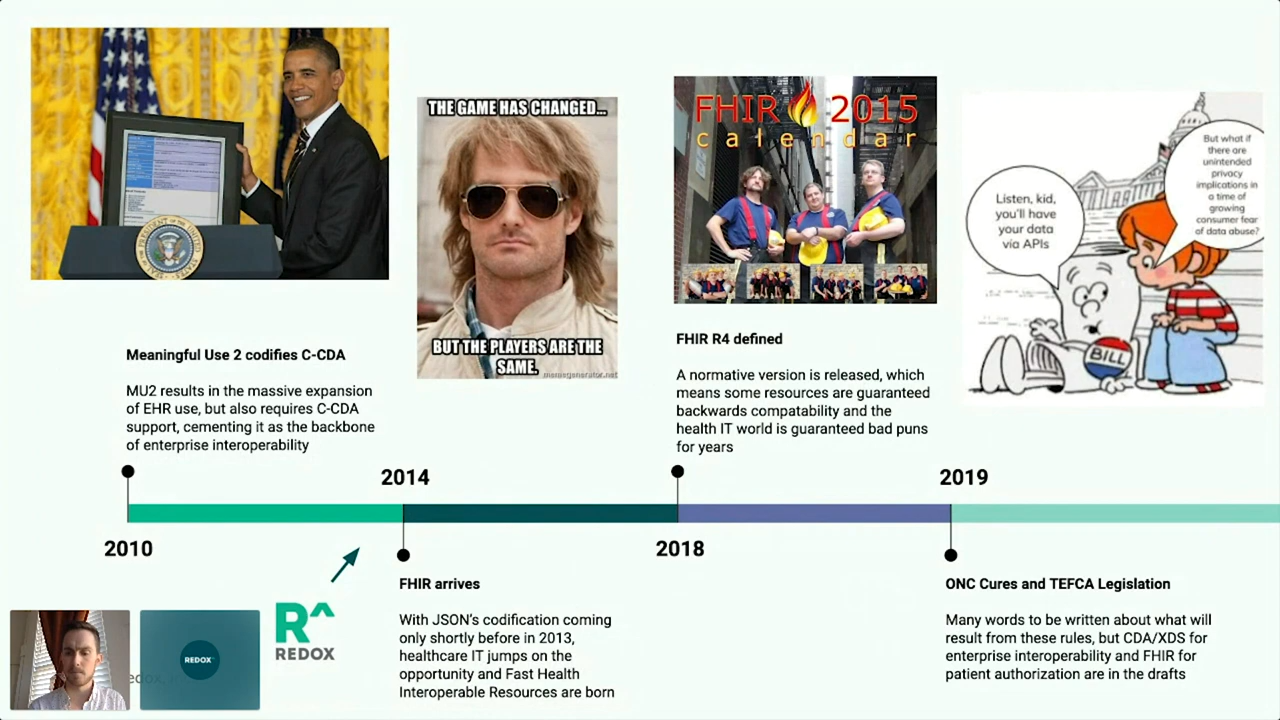 THE GAME HAS CHANGED...
BUT THE PLAYERS ARE THE
SAME.
memegenerator.net
FHIR 2015
calendar
Listen, kid,
you'll have
your data
via APIs
But what if
there are
unintended
privacy
implications in
a time of
growing
consumer fear
of data abuse?
BILL
Meaningful Use 2 codifies C-CDA
MU2 results in the massive expansion
of EHR use, but also requires C-CDA
support, cementing it as the backbone
of enterprise interoperability
FHIR R4 defined
A normative version is released, which
means some resources are guaranteed
backwards compatability and the
health IT world is guaranteed bad puns
for years
2014
2019
2010
2018
FHIR arrives
With JSON's codification coming
only shortly before in 2013,
healthcare IT jumps on the
opportunity and Fast Health
Interoperable Resources are born
ONC Cures and TEFCA Legislation
Many words to be written about what will
result from these rules, but CDA/XDS for
enterprise interoperability and FHIR for
patient authorization are in the drafts
R^
REDOX
REDOX